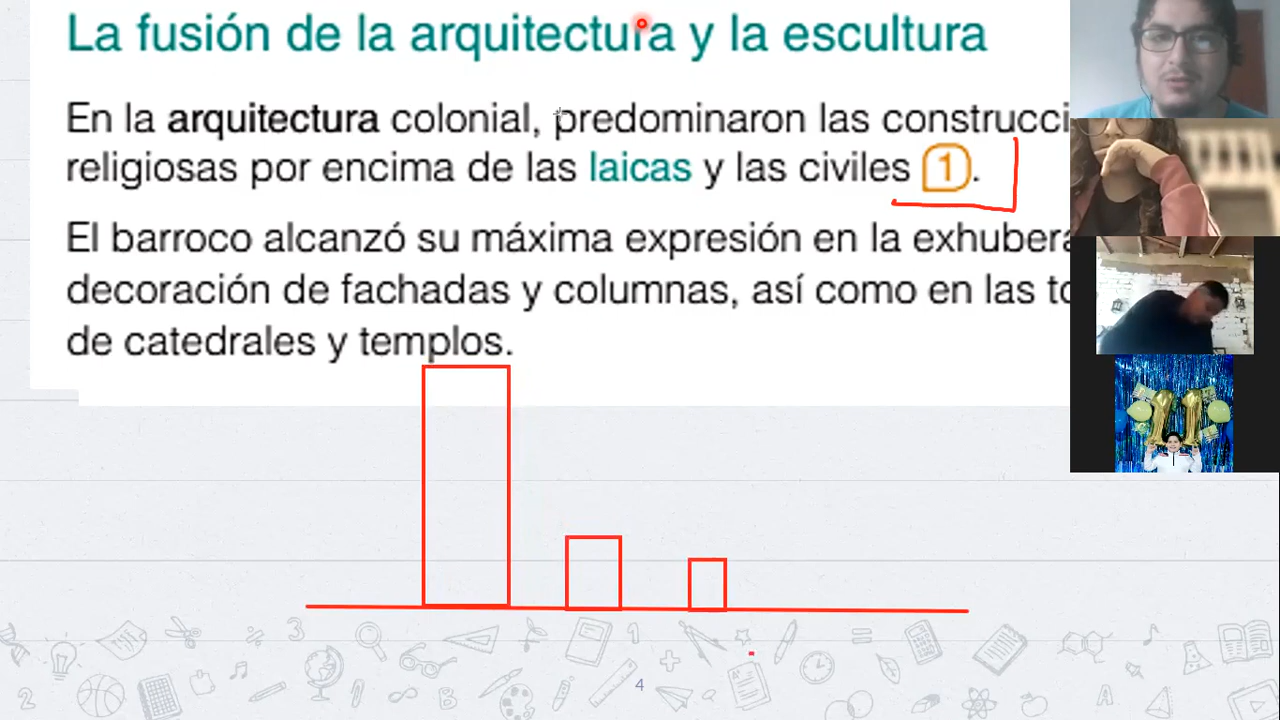 La fusión de la arquitectura y la escultura
En la arquitectura colonial, predominaron las construcci
religiosas por encima de las laicas y las civiles 1.
El barroco alcanzó su máxima expresión en la exhubera
decoración de fachadas y columnas, así como en las to
de catedrales y templos.
11
4